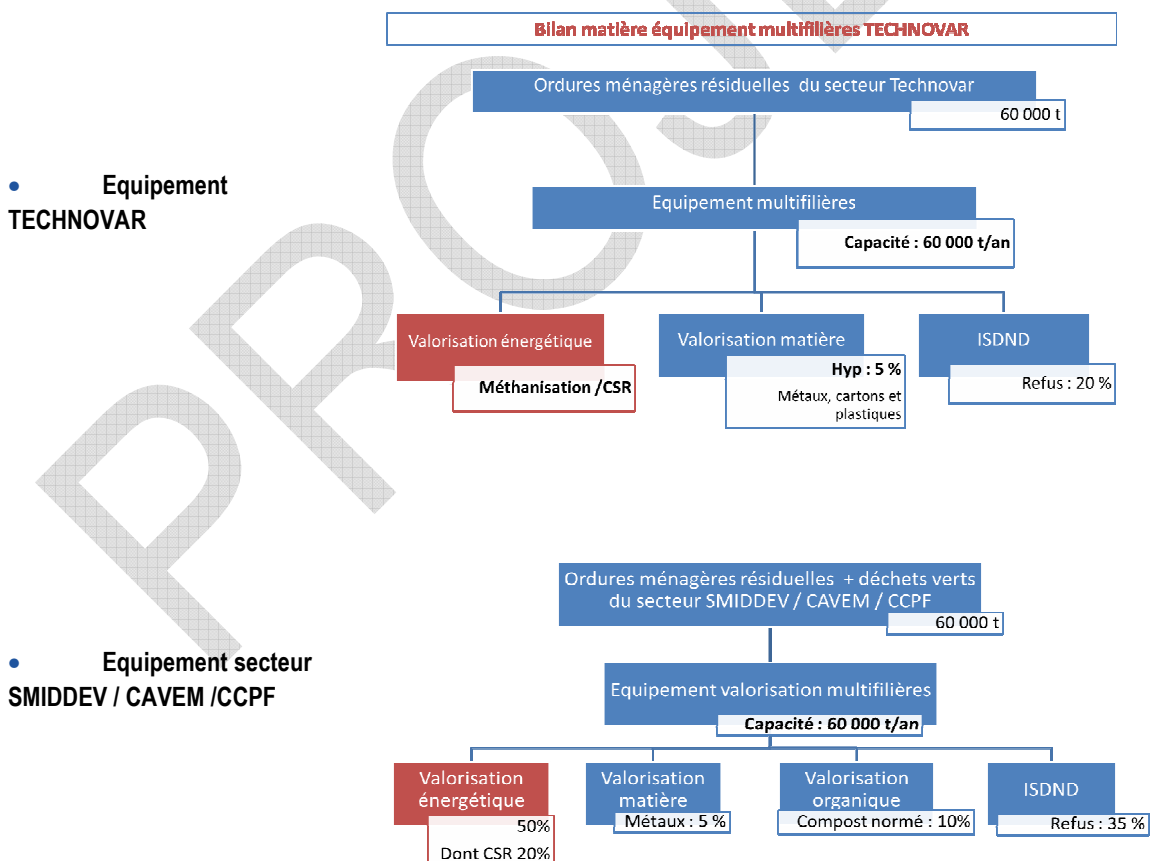 Bilan matière équipement multifilières TECHNOVAR
Ordures ménagères résiduelles du secteur Technovar
60 000 t
• Equipement
TECHNOVAR
Equipement multifilières
Capacité : 60 000 t/an
Valorisation énergétique
Méthanisation /CSR
Valorisation matière
Hyp : 5 %
Métaux, cartons et
plastiques
ISDND
Refus : 20 %
PROJE
Ordures ménagères résiduelles + déchets verts
du secteur SMIDDEV / CAVEM / CCPF
60 000 t
• Equipement secteur
SMIDDEV / CAVEM /CCPF
Equipement valorisation multifilières
Capacité : 60 000 t/an
Valorisation
énergétique
50%
Dont CSR 20%
Valorisation
matière
Métaux : 5 %
Valorisation
organique
Compost normé : 10%
ISDND
Refus : 35 %